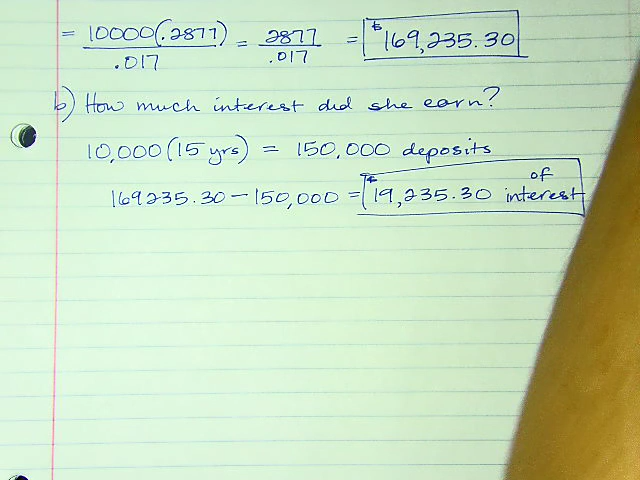 = 10000(.2877) / .017 = 2877 / .017 = $169,235.30
b) How much interest did she earn?
10,000 (15 yrs) = 150,000 deposits
169235.30 - 150,000 = $19,235.30 of interest